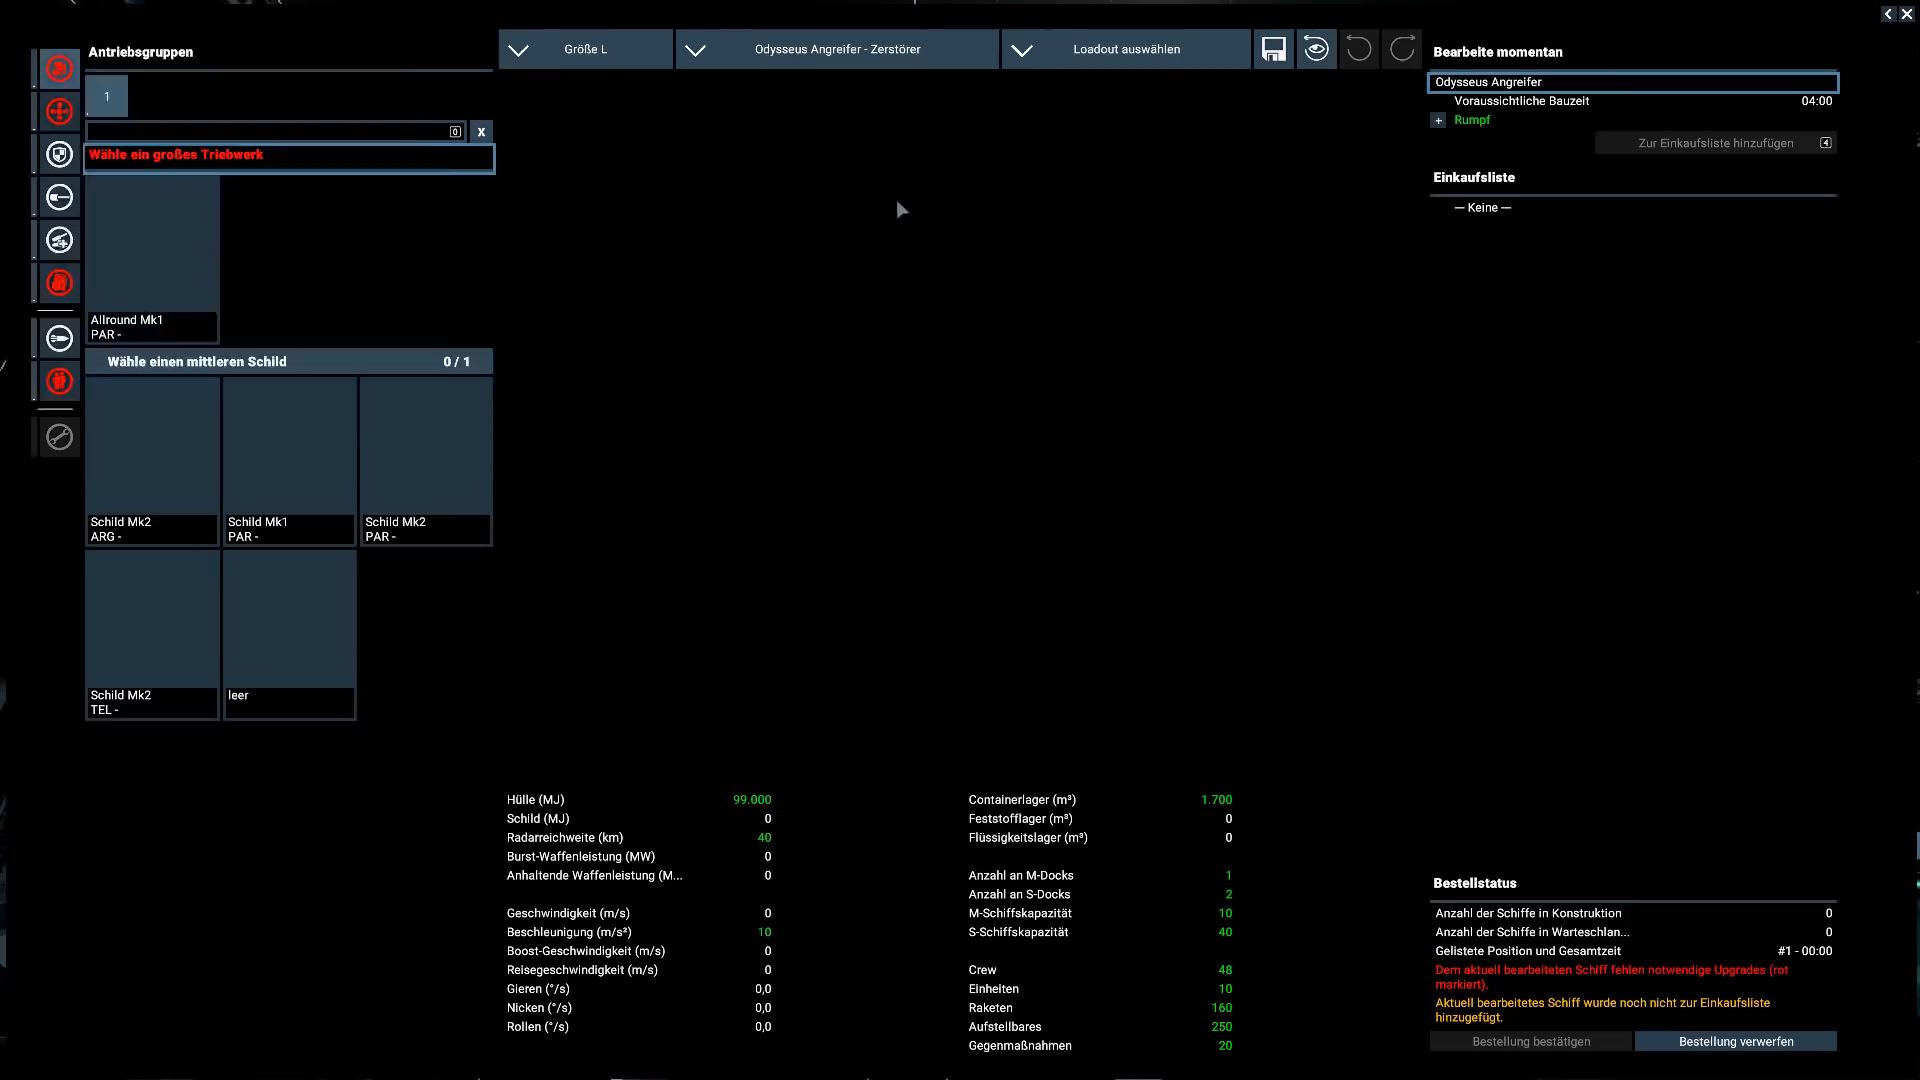 Antriebsgruppen
1
0
X
Wähle ein großes Triebwerk
Allround Mk1
PAR -
Wähle einen mittleren Schild 0 / 1
Schild Mk2
ARG -
Schild Mk1
PAR -
Schild Mk2
PAR -
Schild Mk2
TEL -
leer
Größe L
Odysseus Angreifer - Zerstörer
Loadout auswählen
Hülle (MJ) 99.000
Schild (MJ) 0
Radarreichweite (km) 40
Burst-Waffenleistung (MW) 0
Anhaltende Waffenleistung (M... 0
Geschwindigkeit (m/s) 0
Beschleunigung (m/s²) 10
Boost-Geschwindigkeit (m/s) 0
Reisegeschwindigkeit (m/s) 0
Gieren (°/s) 0,0
Nicken (°/s) 0,0
Rollen (°/s) 0,0
Containerlager (m³) 1.700
Feststofflager (m³) 0
Flüssigkeitslager (m³) 0
Anzahl an M-Docks 1
Anzahl an S-Docks 2
M-Schiffskapazität 10
S-Schiffskapazität 40
Crew 48
Einheiten 10
Raketen 160
Aufstellbares 250
Gegenmaßnahmen 20
Bearbeite momentan
Odysseus Angreifer
Voraussichtliche Bauzeit 04:00
+ Rumpf
Zur Einkaufsliste hinzufügen 4
Einkaufsliste
— Keine —
Bestellstatus
Anzahl der Schiffe in Konstruktion 0
Anzahl der Schiffe in Warteschlan... 0
Gelistete Position und Gesamtzeit #1 - 00:00
Dem aktuell bearbeiteten Schiff fehlen notwendige Upgrades (rot
markiert).
Aktuell bearbeitetes Schiff wurde noch nicht zur Einkaufsliste
hinzugefügt.
Bestellung bestätigen
Bestellung verwerfen